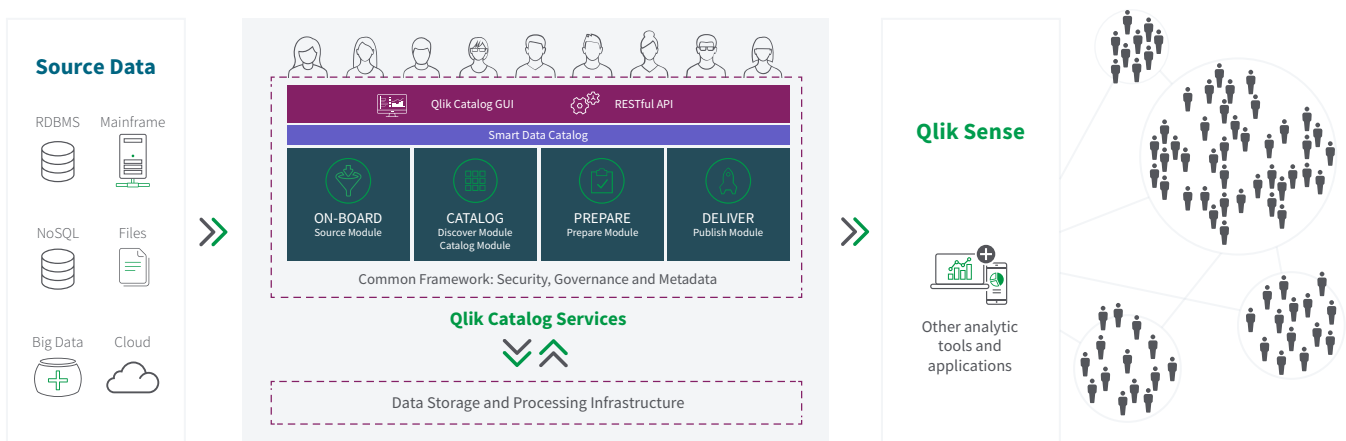 Source Data
RDBMS
Mainframe
NoSQL
Files
Big Data
Cloud
Qlik Catalog GUI
RESTful API
Smart Data Catalog
ON-BOARD
Source Module
CATALOG
Discover Module
Catalog Module
PREPARE
Prepare Module
DELIVER
Publish Module
Common Framework: Security, Governance and Metadata
Qlik Catalog Services
Data Storage and Processing Infrastructure
Qlik Sense
Other analytic
tools and
applications